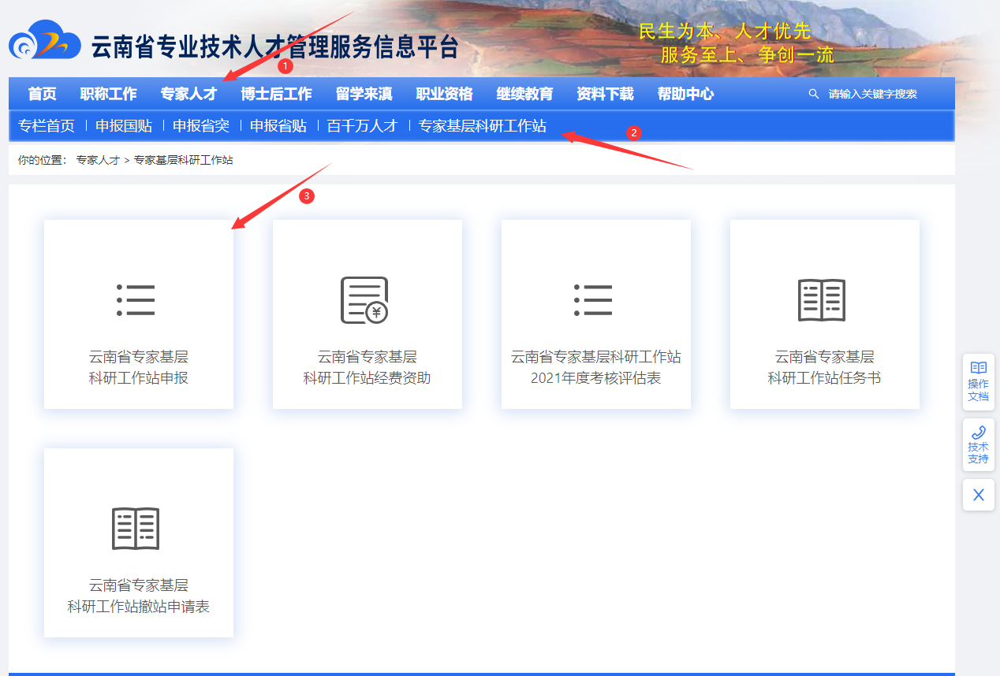 云南省专业技术人才管理服务信息平台
民生为本、人才优先
服务至上、争创一流
1
首页 职称工作 专家人才 博士后工作 留学来滇 职业资格 继续教育 资料下载 帮助中心 请输入关键字搜索
专栏首页 申报国贴 申报省突 申报省贴 百千万人才 专家基层科研工作站
2
你的位置: 专家人才 > 专家基层科研工作站
3
云南省专家基层
科研工作站申报
云南省专家基层
科研工作站经费资助
云南省专家基层科研工作站
2021年度考核评估表
云南省专家基层
科研工作站任务书
云南省专家基层
科研工作站撤站申请表
操作
文档
技术
支持